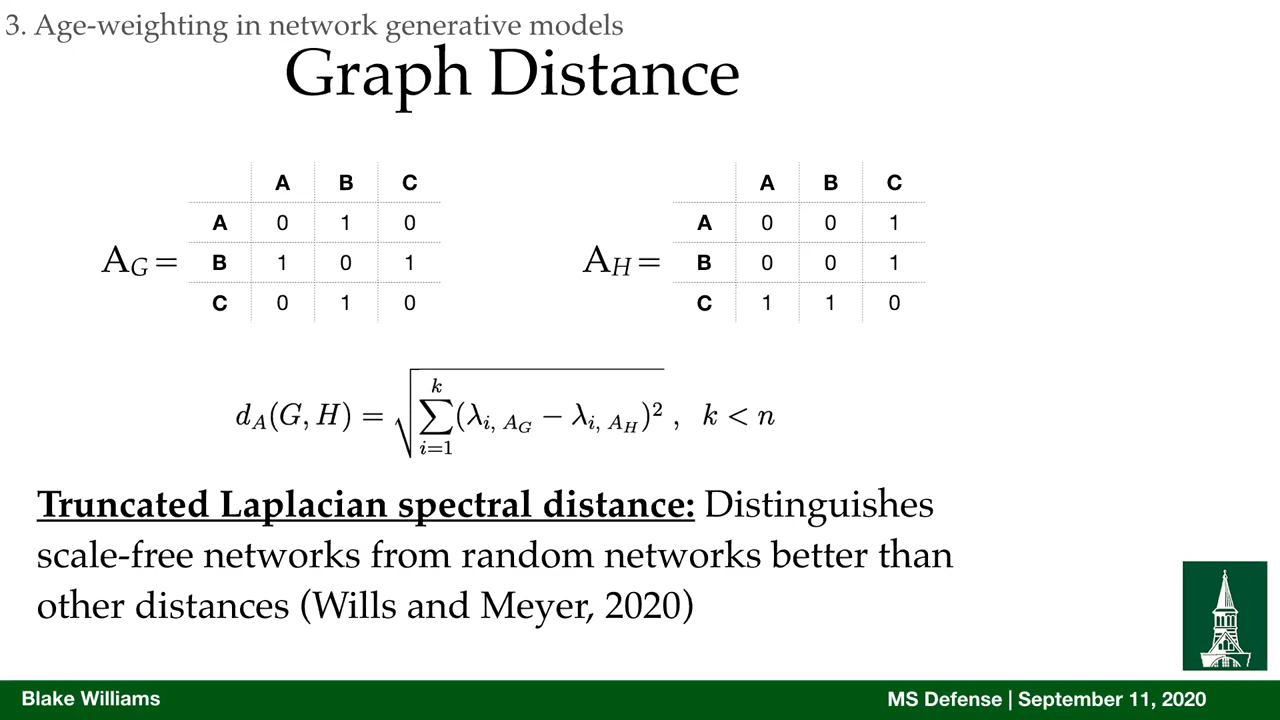 3. Age-weighting in network generative models
Graph Distance
A B C
A 0 1 0
A_G = B 1 0 1
C 0 1 0
A B C
A 0 0 1
A_H = B 0 0 1
C 1 1 0
d_A(G, H) = √(∑_{i=1}^{k} (λ_{i, A_G} − λ_{i, A_H})²) , k < n
Truncated Laplacian spectral distance: Distinguishes
scale-free networks from random networks better than
other distances (Wills and Meyer, 2020)
Blake Williams
MS Defense | September 11, 2020